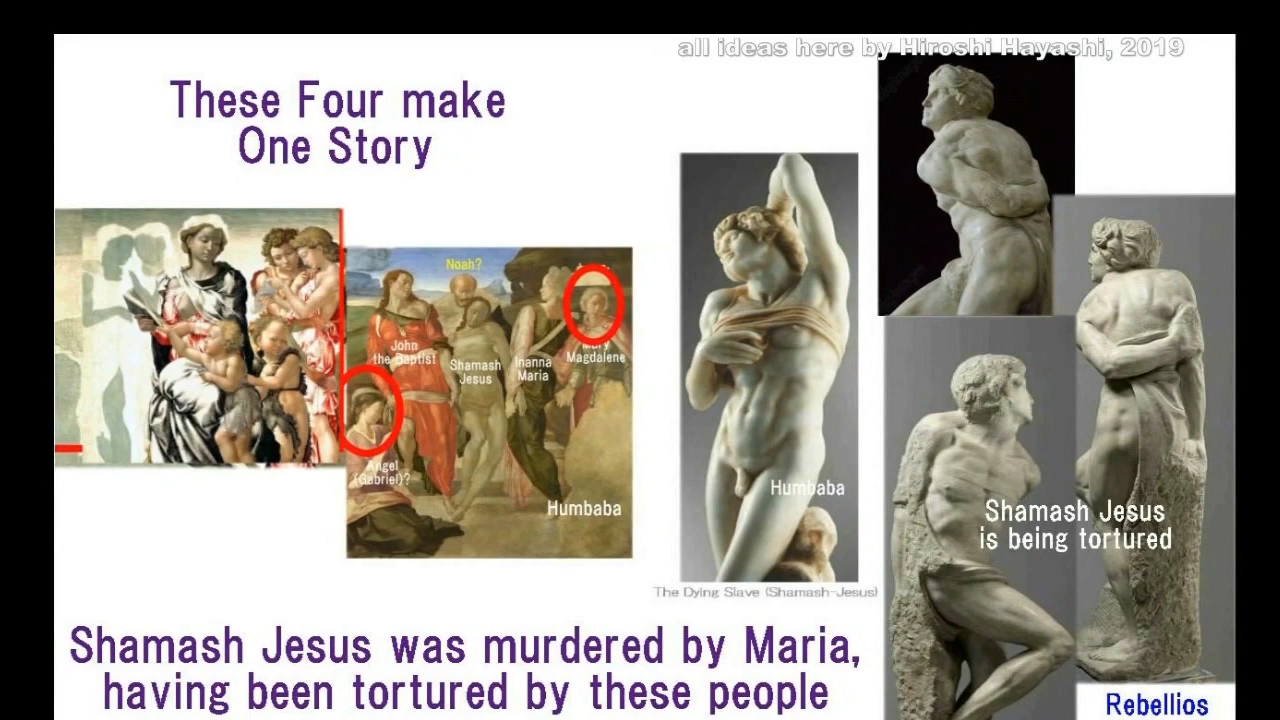 all ideas here by Hiroshi Hayashi, 2019
These Four make
One Story
Noah?
John
the Baptist
Shamash
Jesus
Inanna
Maria
Mary
Magdalene
Angel
(Gabriel)?
Humbaba
Humbaba
The Dying Slave (Shamash-Jesus)
Shamash Jesus
is being tortured
Shamash Jesus was murdered by Maria,
having been tortured by these people
Rebellios